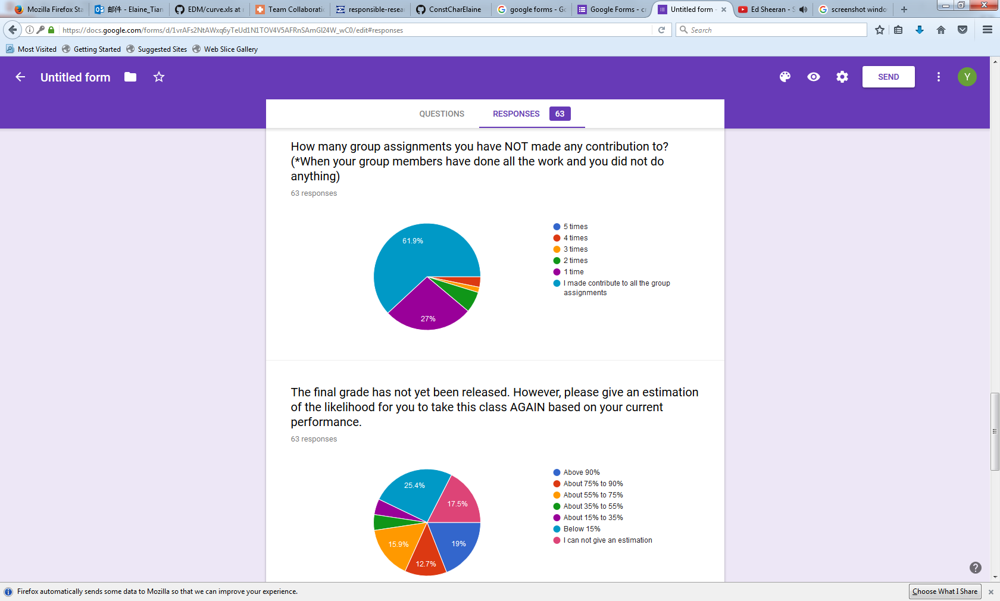 Mozilla Firefox Sta
邮件 - Elaine_Tian
EDM/curve.xls at
Team Collaboratio
responsible-resea
ConstCharElaine
google forms - Go
Google Forms - cr
Untitled form -
Ed Sheeran - S
screenshot windo
https://docs.google.com/forms/d/1vrAFs2NtAWxq6yTeUd1N1TOV4V5AFRnSAmGl24W_wC0/edit#responses
Search
Most Visited
Getting Started
Suggested Sites
Web Slice Gallery
Untitled form
SEND
Y
QUESTIONS
RESPONSES 63
How many group assignments you have NOT made any contribution to?
(*When your group members have done all the work and you did not do
anything)
63 responses
61.9%
27%
5 times
4 times
3 times
2 times
1 time
I made contribute to all the group
assignments
The final grade has not yet been released. However, please give an estimation
of the likelihood for you to take this class AGAIN based on your current
performance.
63 responses
25.4%
17.5%
15.9%
19%
12.7%
Above 90%
About 75% to 90%
About 55% to 75%
About 35% to 55%
About 15% to 35%
Below 15%
I can not give an estimation
Firefox automatically sends some data to Mozilla so that we can improve your experience.
Choose What I Share